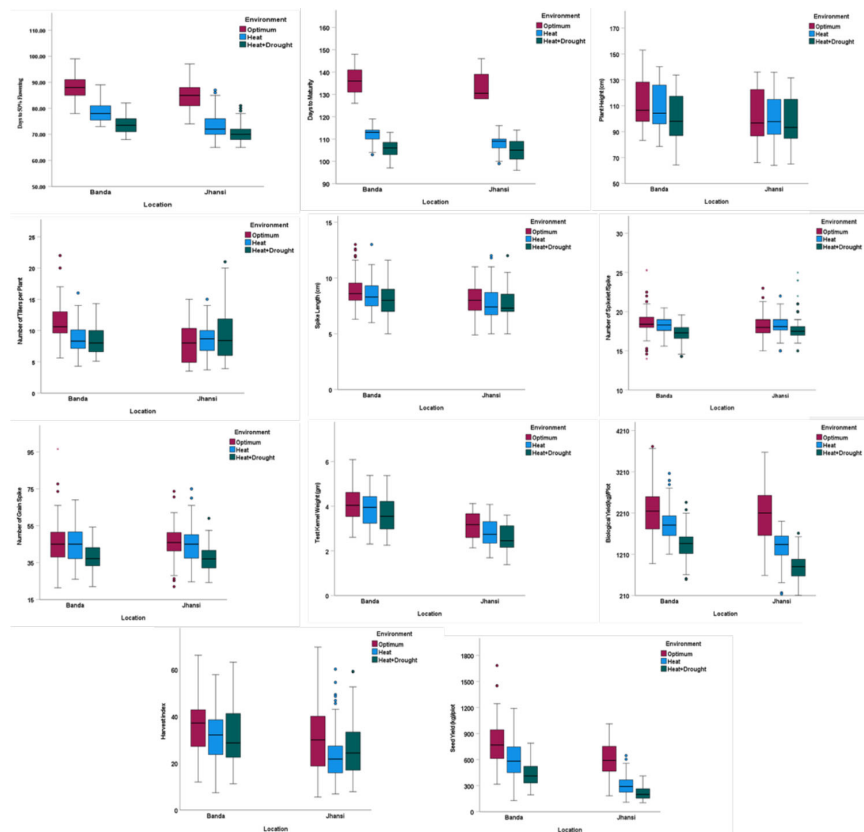 Environment
Optimum
Heat
Heat+Drought
Days to 50% Flowering
100.00
90.00
80.00
70.00
60.00
50.00
Banda
Jhansi
Location
Environment
Optimum
Heat
Heat+Drought
Days to Maturity
160
150
140
130
120
110
100
90
Banda
Jhansi
Location
Environment
Optimum
Heat
Heat+Drought
Plant Height (cm)
170
150
130
110
90
70
50
Banda
Jhansi
Location
Environment
Optimum
Heat
Heat+Drought
Number of Tillers per Plant
25
20
15
10
5
0
Banda
Jhansi
Location
Environment
Optimum
Heat
Heat+Drought
Spike Length (cm)
15
10
5
0
Banda
Jhansi
Location
Environment
Optimum
Heat
Heat+Drought
Number of Spikelet/Spike
30
25
20
15
10
Banda
Jhansi
Location
Environment
Optimum
Heat
Heat+Drought
Number of Grain Spike
95
75
55
35
15
Banda
Jhansi
Location
Environment
Optimum
Heat
Heat+Drought
Test Kernel Weight (gm)
6
4
2
0
Banda
Jhansi
Location
Environment
Optimum
Heat
Heat+Drought
Biological Yield(kg)/Plot
4210
3210
2210
1210
210
Banda
Jhansi
Location
Environment
Optimum
Heat
Heat+Drought
Harvest Index
60
40
20
0
Banda
Jhansi
Location
Environment
Optimum
Heat
Heat+Drought
Seed Yield (kg)/plot
1800
1500
1200
900
600
300
0
Banda
Jhansi
Location